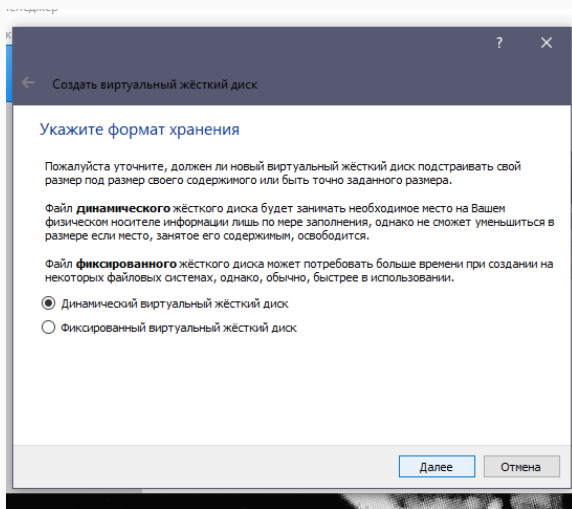 ?
Создать виртуальный жёсткий диск
Укажите формат хранения
Пожалуйста уточните, должен ли новый виртуальный жёсткий диск подстраивать свой
размер под размер своего содержимого или быть точно заданного размера.
Файл динамического жёсткого диска будет занимать необходимое место на Вашем
физическом носителе информации лишь по мере заполнения, однако не сможет уменьшиться в
размере если место, занятое его содержимым, освободится.
Файл фиксированного жёсткого диска может потребовать больше времени при создании на
некоторых файловых системах, однако, обычно, быстрее в использовании.
Динамический виртуальный жёсткий диск
Фиксированный виртуальный жёсткий диск
Далее
Отмена